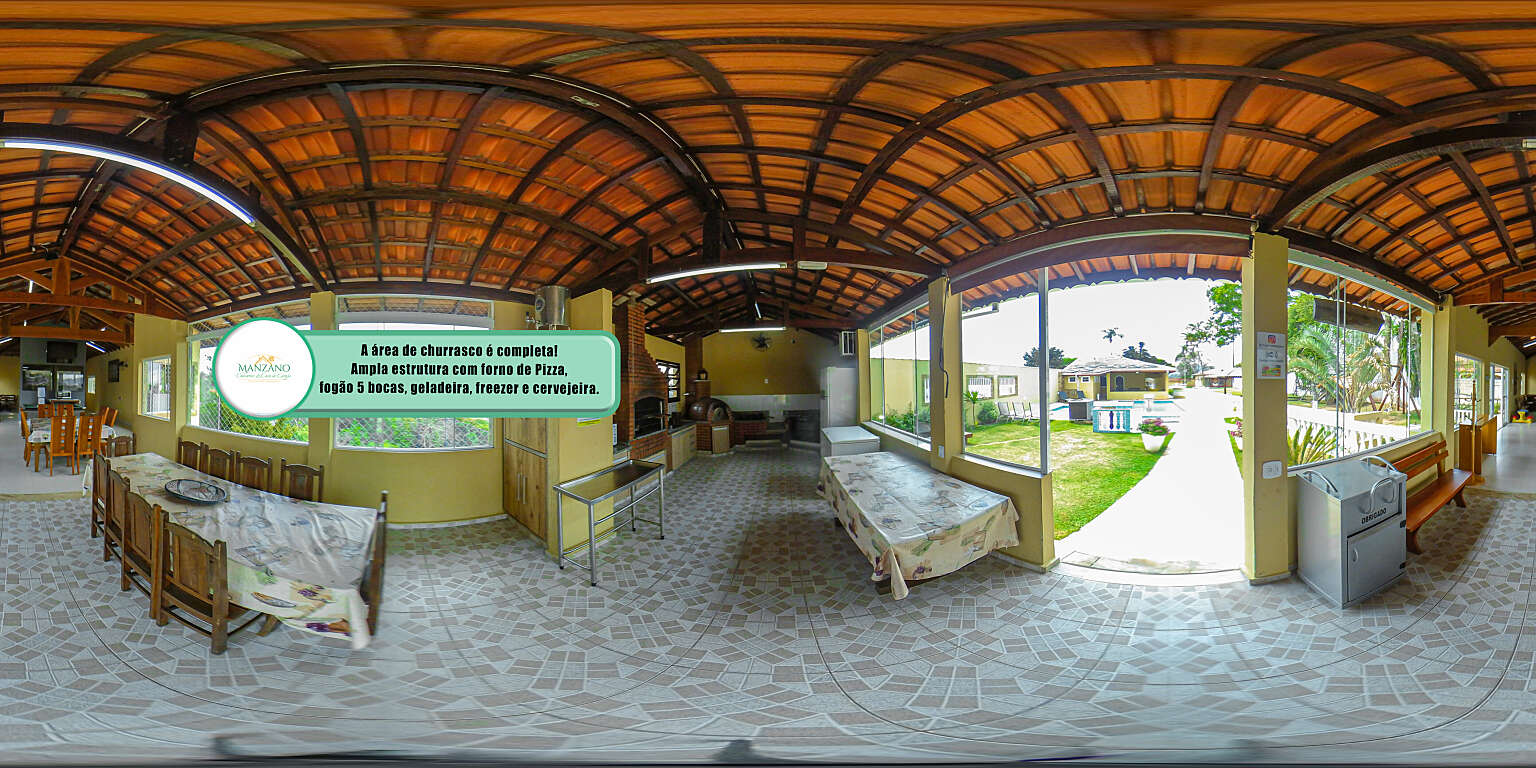 MANZANO
A área de churrasco é completa!
Ampla estrutura com forno de Pizza,
fogão 5 bocas, geladeira, freezer e cervejeira.
OBRIGADO